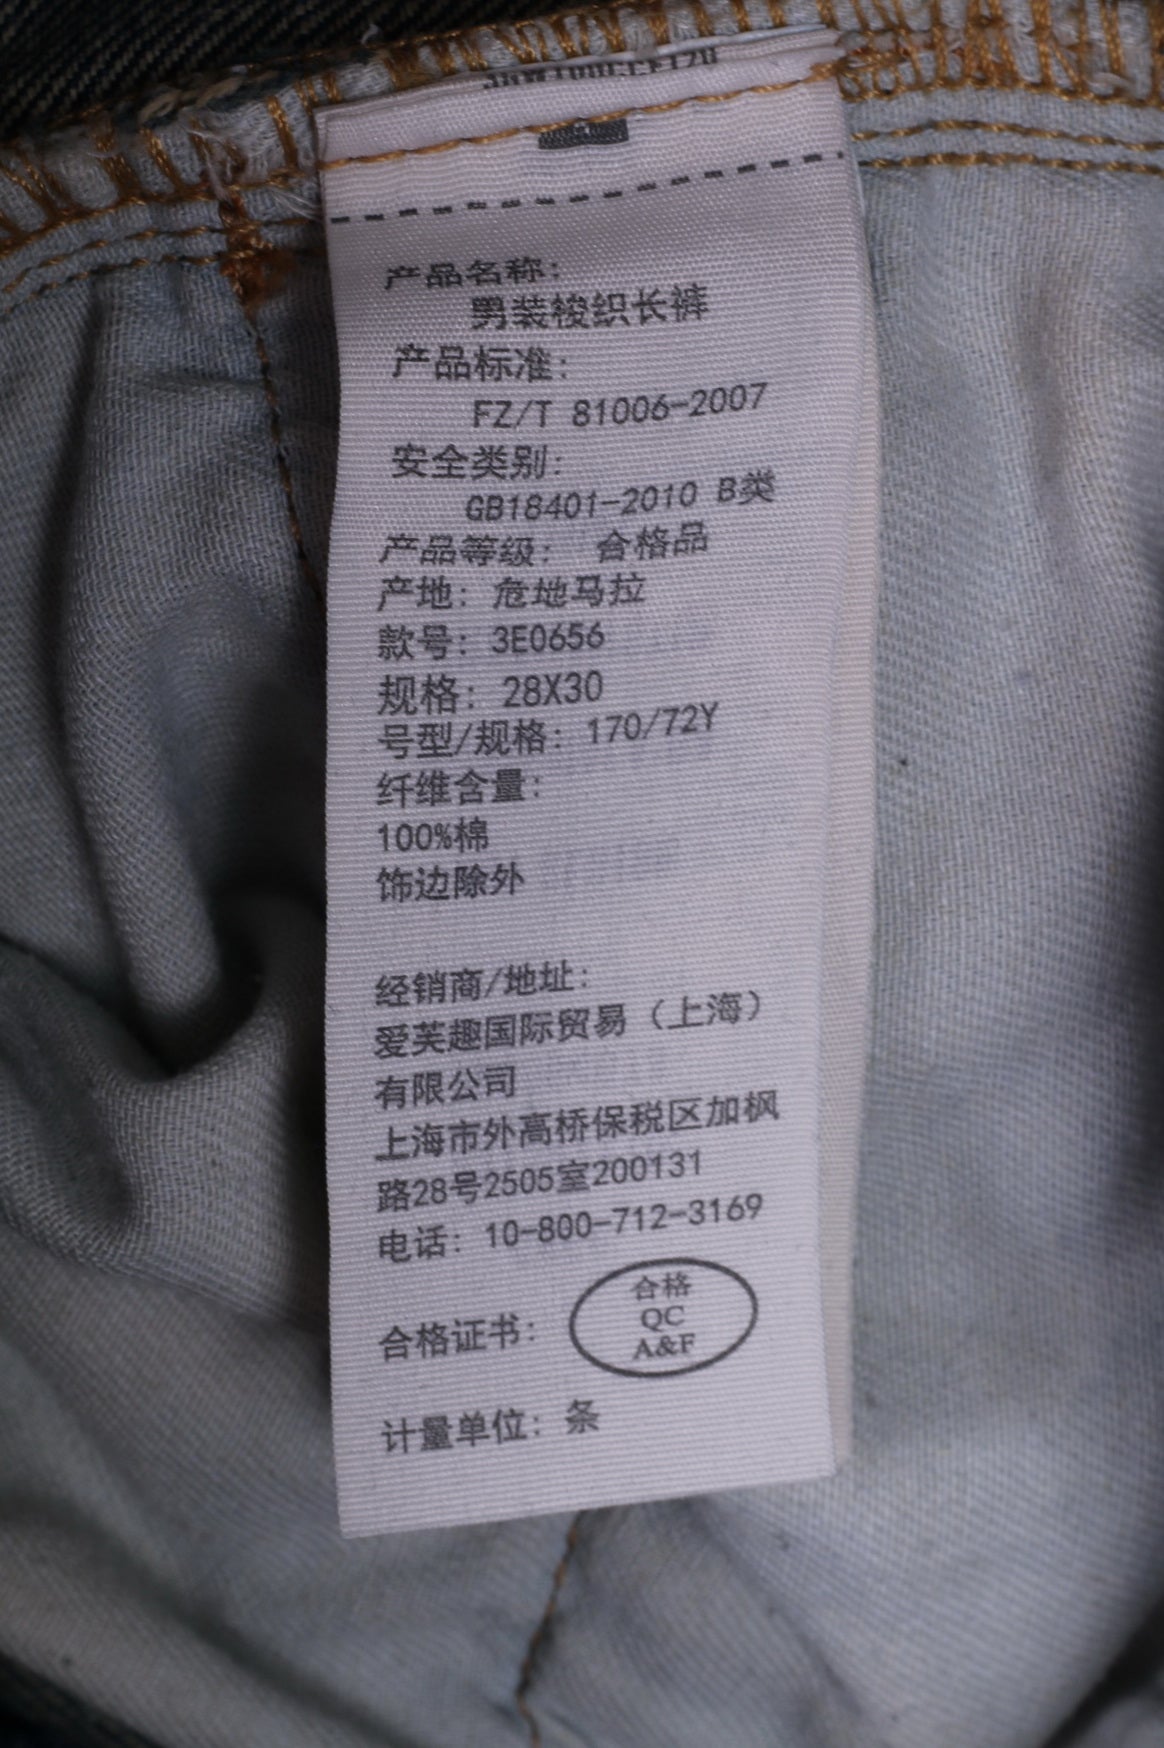 产品名称:
男装梭织长裤
产品标准:
FZ/T 81006-2007
安全类别:
GB18401-2010 B类
产品等级: 合格品
产地: 危地马拉
款号: 3E0656
规格: 28X30
号型/规格: 170/72Y
纤维含量:
100%棉
饰边除外
经销商/地址:
爱芙趣国际贸易（上海）
有限公司
上海市外高桥保税区加枫
路28号2505室200131
电话: 10-800-712-3169
合格证书:
合格
QC
A&F
计量单位: 条